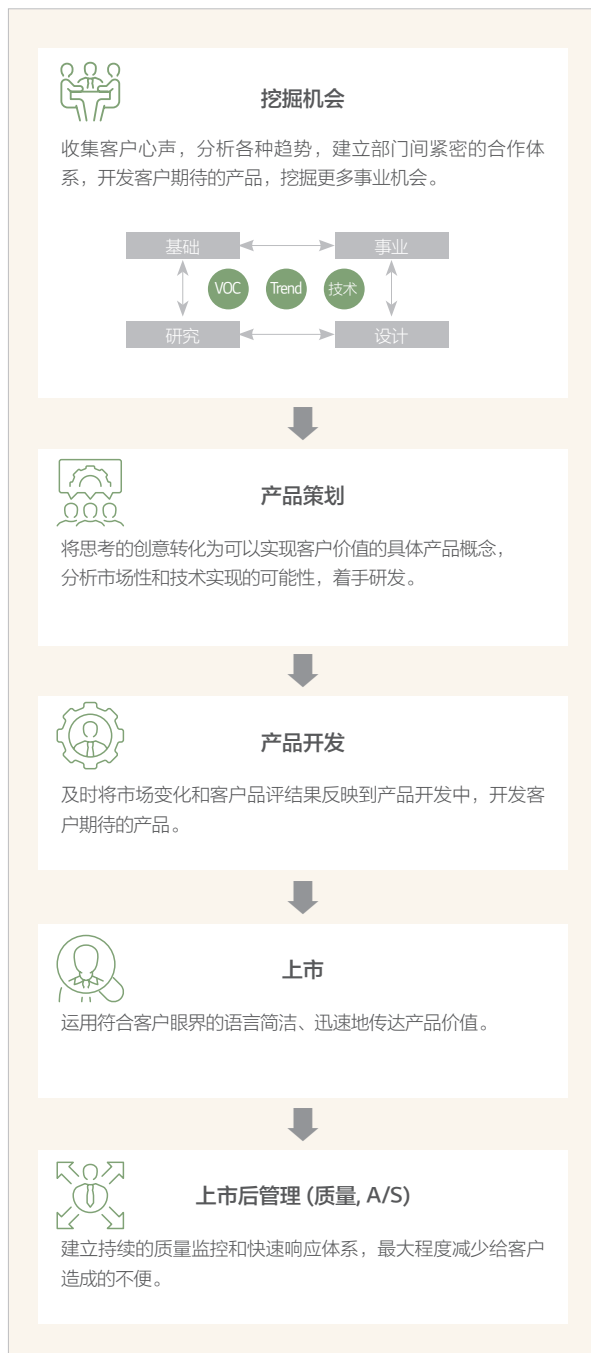 挖掘机会
收集客户心声，分析各种趋势，建立部门间紧密的合作体
系，开发客户期待的产品，挖掘更多事业机会。
基础
事业
VOC
Trend
技术
研究
设计
产品策划
将思考的创意转化为可以实现客户价值的具体产品概念，
分析市场性和技术实现的可能性，着手研发。
产品开发
及时将市场变化和客户品评结果反映到产品开发中，开发客
户期待的产品。
上市
运用符合客户眼界的语言简洁、迅速地传达产品价值。
上市后管理 (质量, A/S)
建立持续的质量监控和快速响应体系，最大程度减少给客户
造成的不便。